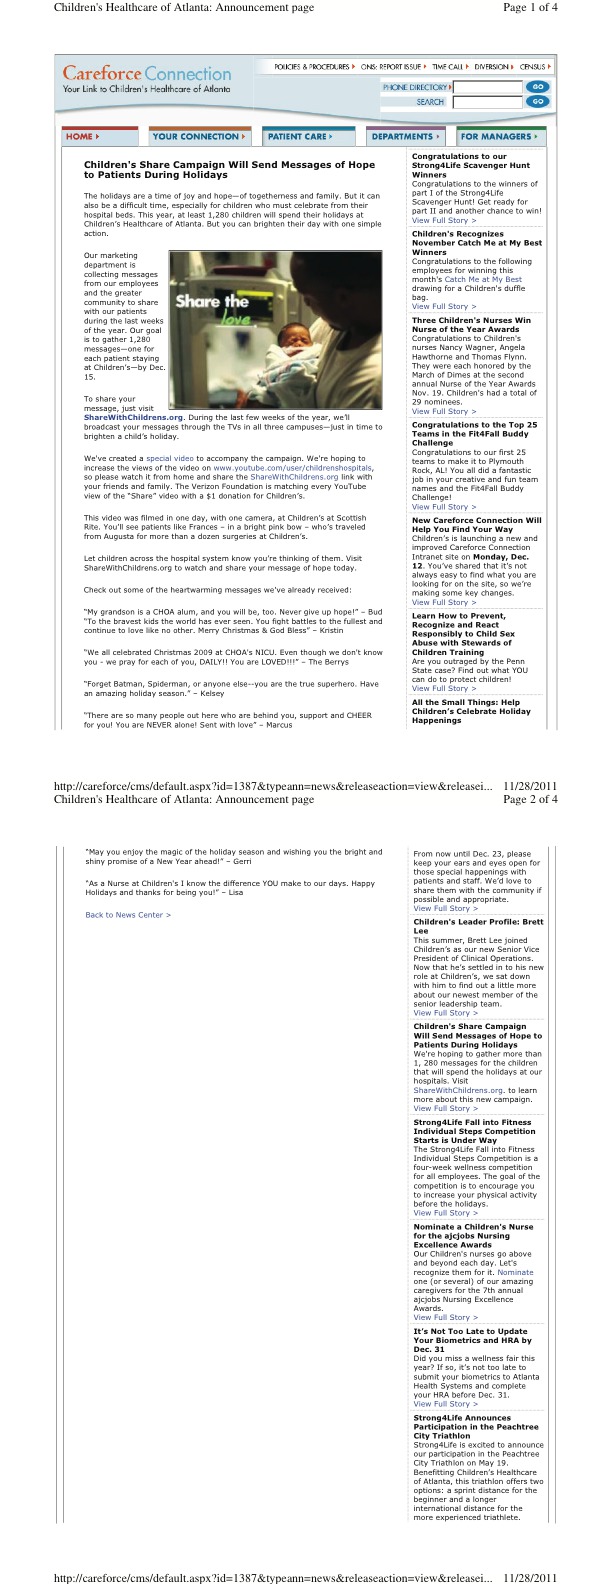 Children's Healthcare of Atlanta: Announcement page Page 1 of 4
Careforce Connection
Your Link to Children's Healthcare of Atlanta
POLICIES & PROCEDURES ONS: REPORT ISSUE TIME CALL DIVERSION CENSUS
PHONE DIRECTORY GO
SEARCH GO
HOME YOUR CONNECTION PATIENT CARE DEPARTMENTS FOR MANAGERS
Children's Share Campaign Will Send Messages of Hope
to Patients During Holidays
The holidays are a time of joy and hope—of togetherness and family. But it can
also be a difficult time, especially for children who must celebrate from their
hospital beds. This year, at least 1,280 children will spend their holidays at
Children’s Healthcare of Atlanta. But you can brighten their day with one simple
action.
Our marketing
department is
collecting messages
from our employees
and the greater
community to share
with our patients
during the last weeks
of the year. Our goal
is to gather 1,280
messages—one for
each patient staying
at Children’s—by Dec.
15.
Share the
love
To share your
message, just visit
ShareWithChildrens.org. During the last few weeks of the year, we’ll
broadcast your messages through the TVs in all three campuses—just in time to
brighten a child’s holiday.
We’ve created a special video to accompany the campaign. We’re hoping to
increase the views of the video on www.youtube.com/user/childrenshospitals,
so please watch it from home and share the ShareWithChildrens.org link with
your friends and family. The Verizon Foundation is matching every YouTube
view of the “Share” video with a $1 donation for Children’s.
This video was filmed in one day, with one camera, at Children’s at Scottish
Rite. You’ll see patients like Frances – in a bright pink bow – who’s traveled
from Augusta for more than a dozen surgeries at Children’s.
Let children across the hospital system know you’re thinking of them. Visit
ShareWithChildrens.org to watch and share your message of hope today.
Check out some of the heartwarming messages we’ve already received:
“My grandson is a CHOA alum, and you will be, too. Never give up hope!” – Bud
“To the bravest kids the world has ever seen. You fight battles to the fullest and
continue to love like no other. Merry Christmas & God Bless” – Kristin
“We all celebrated Christmas 2009 at CHOA's NICU. Even though we don't know
you - we pray for each of you, DAILY!! You are LOVED!!!” – The Berrys
“Forget Batman, Spiderman, or anyone else--you are the true superhero. Have
an amazing holiday season.” – Kelsey
“There are so many people out here who are behind you, support and CHEER
for you! You are NEVER alone! Sent with love” – Marcus
Congratulations to our
Strong4Life Scavenger Hunt
Winners
Congratulations to the winners of
part I of the Strong4Life
Scavenger Hunt! Get ready for
part II and another chance to win!
View Full Story >
Children's Recognizes
November Catch Me at My Best
Winners
Congratulations to the following
employees for winning this
month's Catch Me at My Best
drawing for a Children's duffle
bag.
View Full Story >
Three Children's Nurses Win
Nurse of the Year Awards
Congratulations to Children's
nurses Nancy Wagner, Angela
Hawthorne and Thomas Flynn.
They were each honored by the
March of Dimes at the second
annual Nurse of the Year Awards
Nov. 19. Children's had a total of
29 nominees.
View Full Story >
Congratulations to the Top 25
Teams in the Fit4Fall Buddy
Challenge
Congratulations to our first 25
teams to make it to Plymouth
Rock, AL! You all did a fantastic
job in your creative and fun team
names and the Fit4Fall Buddy
Challenge!
View Full Story >
New Careforce Connection Will
Help You Find Your Way
Children’s is launching a new and
improved Careforce Connection
Intranet site on Monday, Dec.
12. You’ve shared that it’s not
always easy to find what you are
looking for on the site, so we’re
making some key changes.
View Full Story >
Learn How to Prevent,
Recognize and React
Responsibly to Child Sex
Abuse with Stewards of
Children Training
Are you outraged by the Penn
State case? Find out what YOU
can do to protect children!
View Full Story >
All the Small Things: Help
Children’s Celebrate Holiday
Happenings
http://careforce/cms/default.aspx?id=1387&typeann=news&releaseaction=view&releasei... 11/28/2011
Children's Healthcare of Atlanta: Announcement page Page 2 of 4
“May you enjoy the magic of the holiday season and wishing you the bright and
shiny promise of a New Year ahead!” – Gerri
“As a Nurse at Children's I know the difference YOU make to our days. Happy
Holidays and thanks for being you!” – Lisa
Back to News Center >
From now until Dec. 23, please
keep your ears and eyes open for
those special happenings with
patients and staff. We’d love to
share them with the community if
possible and appropriate.
View Full Story >
Children's Leader Profile: Brett
Lee
This summer, Brett Lee joined
Children’s as our new Senior Vice
President of Clinical Operations.
Now that he’s settled in to his new
role at Children’s, we sat down
with him to find out a little more
about our newest member of the
senior leadership team.
View Full Story >
Children's Share Campaign
Will Send Messages of Hope to
Patients During Holidays
We're hoping to gather more than
1, 280 messages for the children
that will spend the holidays at our
hospitals. Visit
ShareWithChildrens.org. to learn
more about this new campaign.
View Full Story >
Strong4Life Fall into Fitness
Individual Steps Competition
Starts is Under Way
The Strong4Life Fall into Fitness
Individual Steps Competition is a
four-week wellness competition
for all employees. The goal of the
competition is to encourage you
to increase your physical activity
before the holidays.
View Full Story >
Nominate a Children's Nurse
for the ajcjobs Nursing
Excellence Awards
Our Children's nurses go above
and beyond each day. Let's
recognize them for it. Nominate
one (or several) of our amazing
caregivers for the 7th annual
ajcjobs Nursing Excellence
Awards.
View Full Story >
It’s Not Too Late to Update
Your Biometrics and HRA by
Dec. 31
Did you miss a wellness fair this
year? If so, it’s not too late to
submit your biometrics to Atlanta
Health Systems and complete
your HRA before Dec. 31.
View Full Story >
Strong4Life Announces
Participation in the Peachtree
City Triathlon
Strong4Life is excited to announce
our participation in the Peachtree
City Triathlon on May 19.
Benefitting Children’s Healthcare
of Atlanta, this triathlon offers two
options: a sprint distance for the
beginner and a longer
international distance for the
more experienced triathlete.
http://careforce/cms/default.aspx?id=1387&typeann=news&releaseaction=view&releasei... 11/28/2011